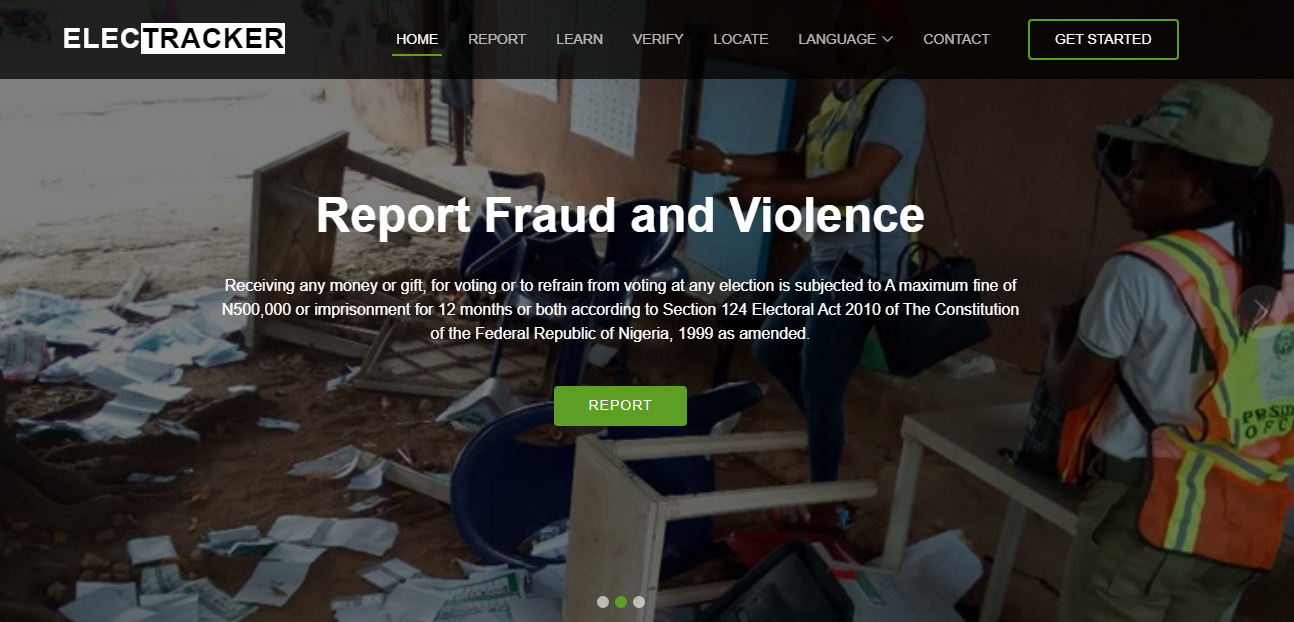 ELECTRACKER
HOME REPORT LEARN VERIFY LOCATE LANGUAGE CONTACT GET STARTED
Report Fraud and Violence
Receiving any money or gift, for voting or to refrain from voting at any election is subjected to A maximum fine of
N500,000 or imprisonment for 12 months or both according to Section 124 Electoral Act 2010 of The Constitution
of the Federal Republic of Nigeria, 1999 as amended.
REPORT